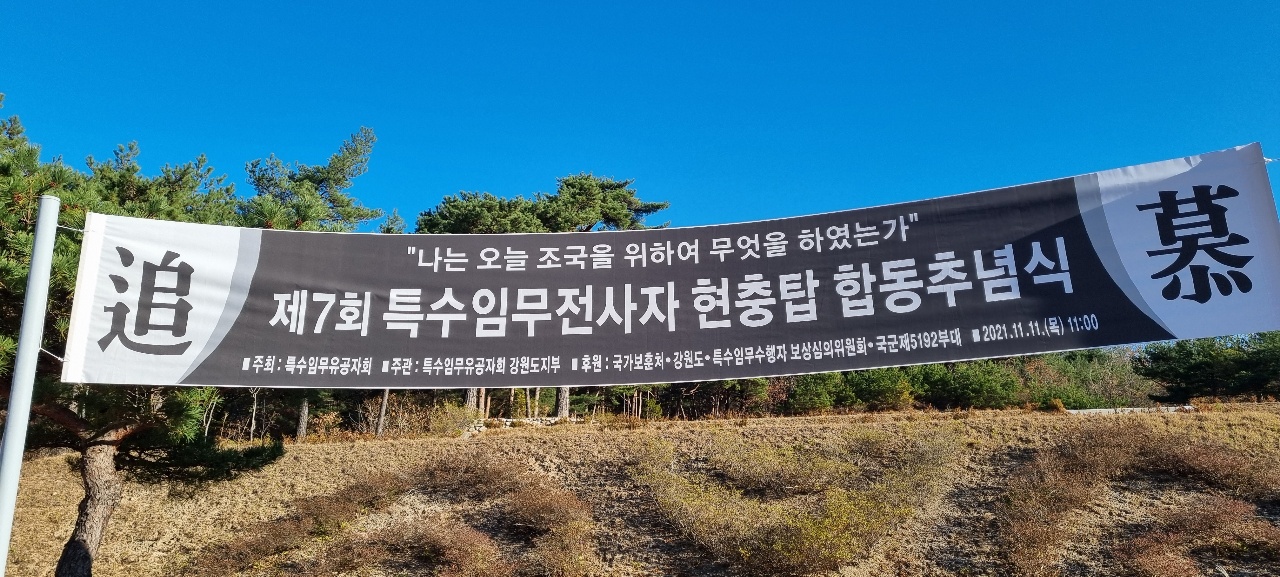 追
"나는 오늘 조국을 위하여 무엇을 하였는가"
제7회 특수임무전사자 현충탑 합동추념식
■주최 : 특수임무유공자회 ■주관 : 특수임무유공자회 강원도지부 ■후원 : 국가보훈처•강원도•특수임무수행자 보상심의위원회•국군제5192부대 ■2021.11.11.(목) 11:00
慕